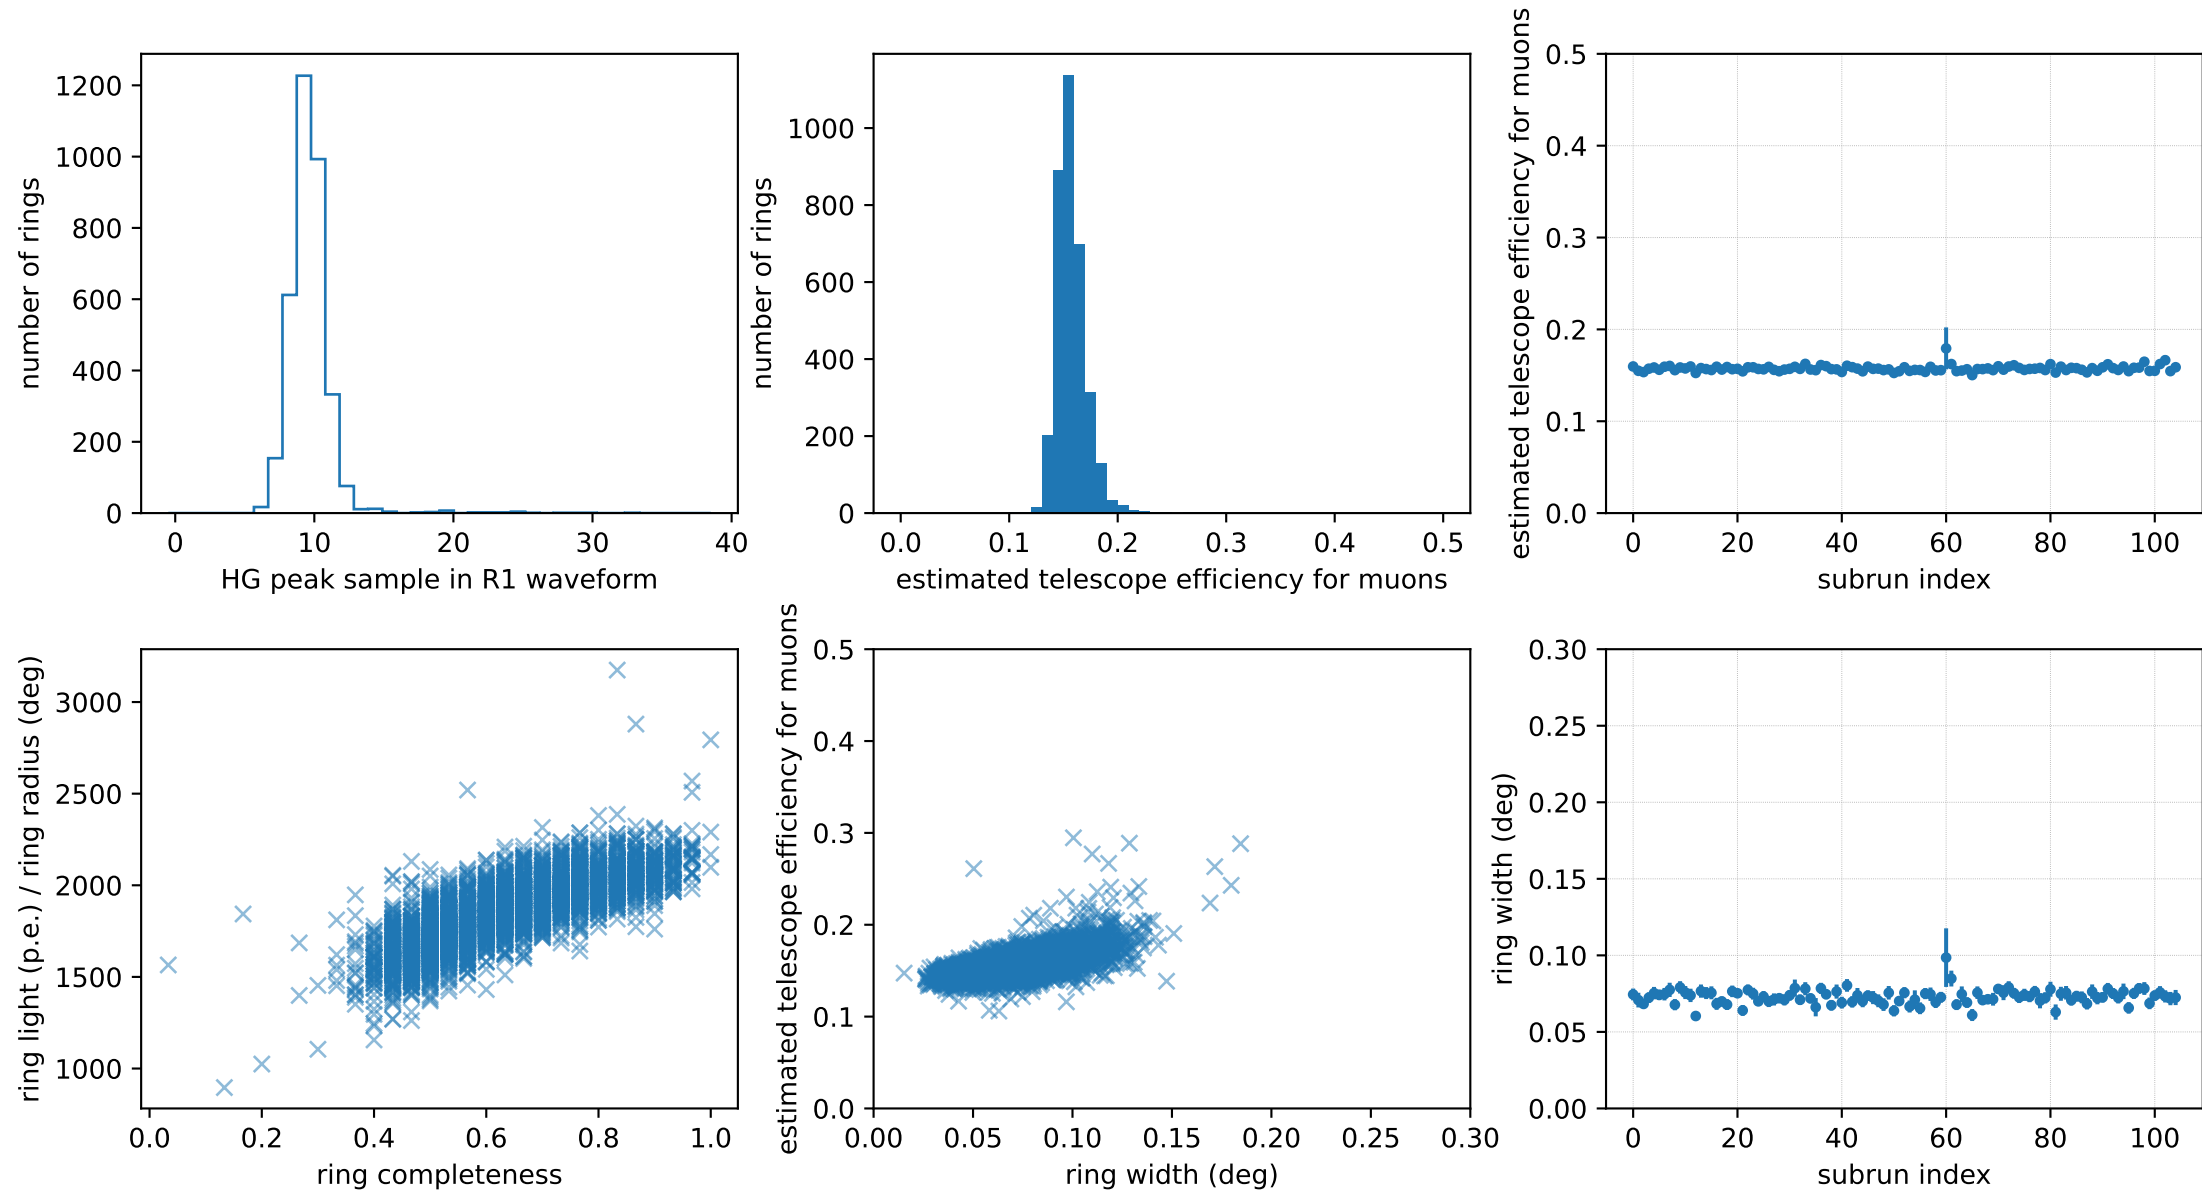 number of rings
1200
1000
800
600
400
200
0
0 10 20 30 40
HG peak sample in R1 waveform
number of rings
1000
800
600
400
200
0
0.0 0.1 0.2 0.3 0.4 0.5
estimated telescope efficiency for muons
estimated telescope efficiency for muons
0.5
0.4
0.3
0.2
0.1
0.0
0 20 40 60 80 100
subrun index
ring light (p.e.) / ring radius (deg)
3000
2500
2000
1500
1000
0.0 0.2 0.4 0.6 0.8 1.0
ring completeness
estimated telescope efficiency for muons
0.5
0.4
0.3
0.2
0.1
0.0
0.00 0.05 0.10 0.15 0.20 0.25 0.30
ring width (deg)
ring width (deg)
0.30
0.25
0.20
0.15
0.10
0.05
0.00
0 20 40 60 80 100
subrun index